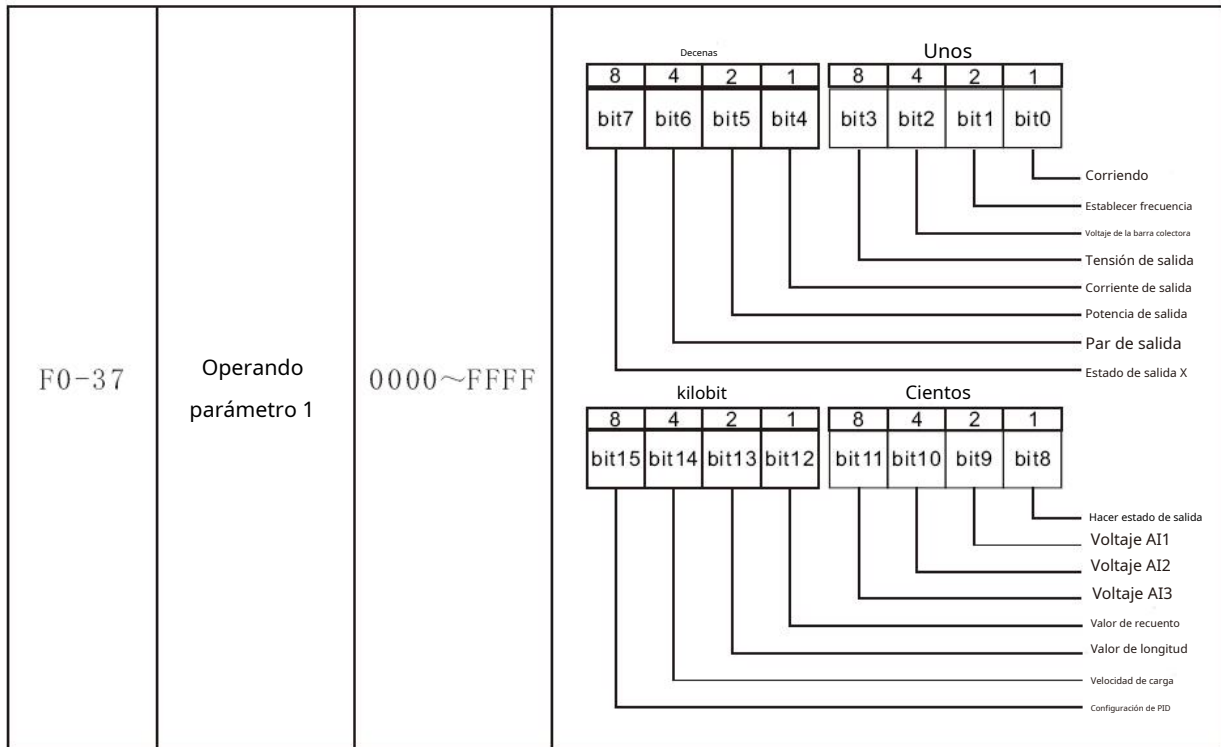 F0-37
Operando
parámetro 1
0000～FFFF
Decenas
Unos
8 4 2 1 8 4 2 1
bit7 bit6 bit5 bit4 bit3 bit2 bit1 bit0
Corriendo
Establecer frecuencia
Voltaje de la barra colectora
Tensión de salida
Corriente de salida
Potencia de salida
Par de salida
Estado de salida X
kilobit
Cientos
8 4 2 1 8 4 2 1
bit15 bit14 bit13 bit12 bit11 bit10 bit9 bit8
Hacer estado de salida
Voltaje AI1
Voltaje AI2
Voltaje AI3
Valor de recuento
Valor de longitud
Velocidad de carga
Configuración de PID